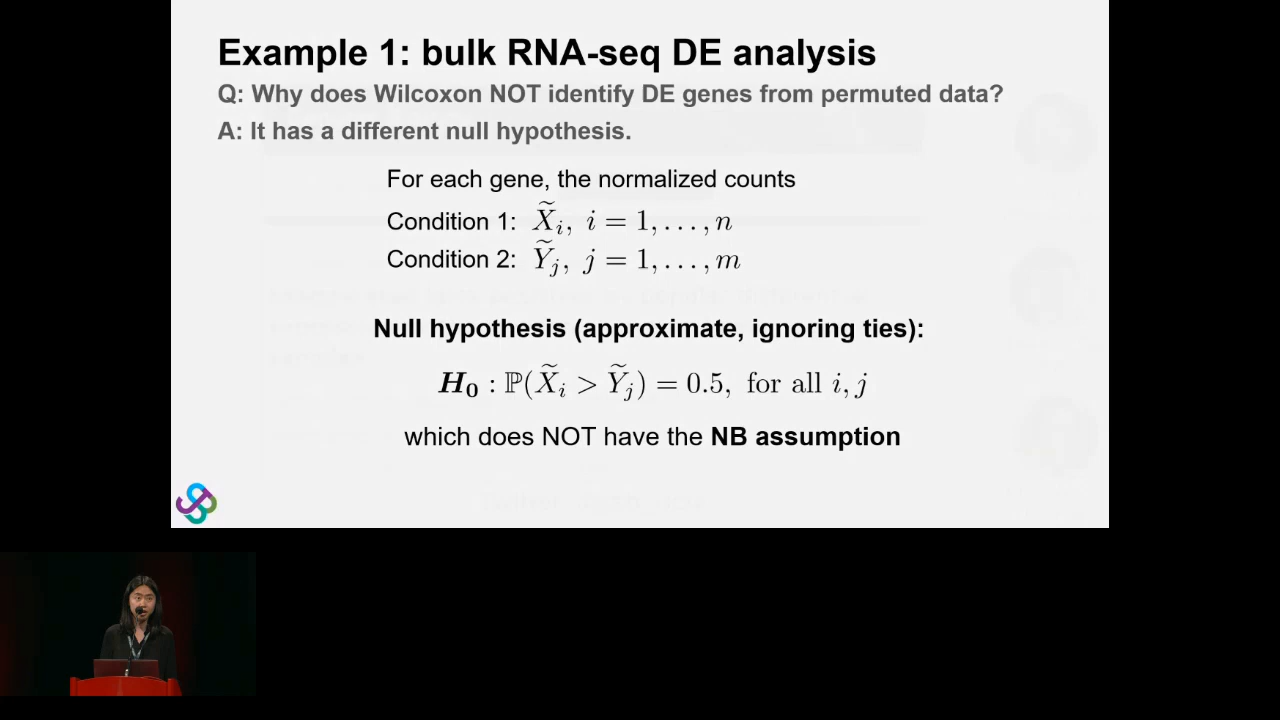 Example 1: bulk RNA-seq DE analysis
Q: Why does Wilcoxon NOT identify DE genes from permuted data?
A: It has a different null hypothesis.
For each gene, the normalized counts
Condition 1: X̃ᵢ, i = 1, . . . , n
Condition 2: Ỹⱼ, j = 1, . . . , m
Null hypothesis (approximate, ignoring ties):
H₀ : ℙ(X̃ᵢ > Ỹⱼ) = 0.5, for all i, j
which does NOT have the NB assumption